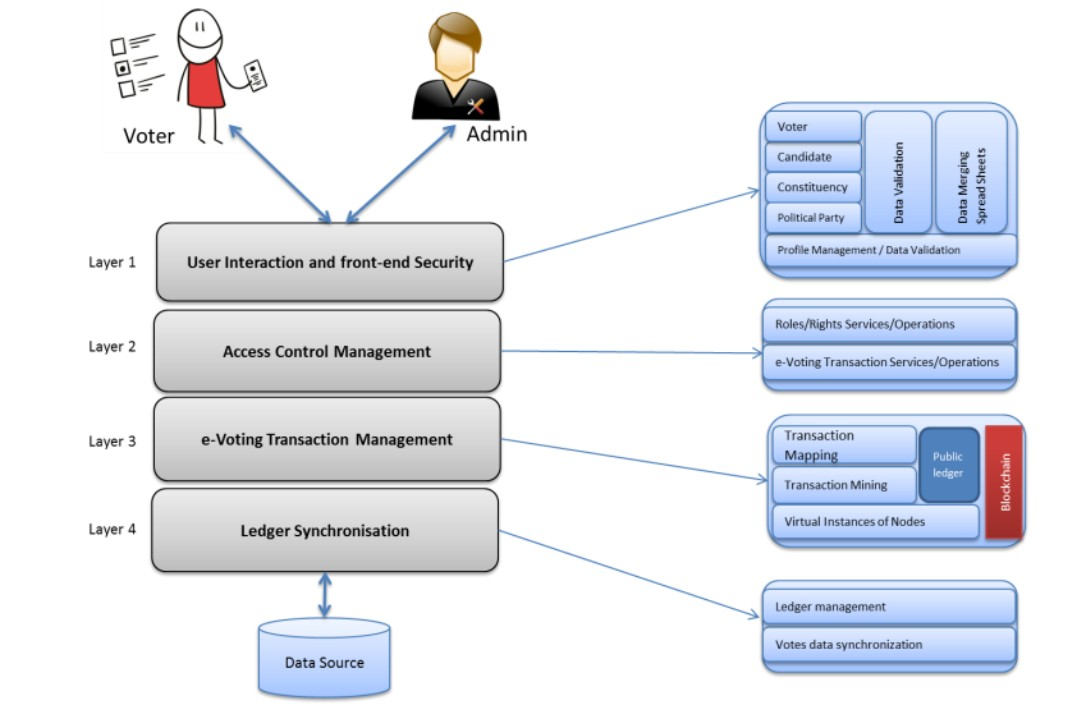 Voter
Admin
Layer 1
User Interaction and front-end Security
Layer 2
Access Control Management
Layer 3
e-Voting Transaction Management
Layer 4
Ledger Synchronisation
Data Source
Voter
Candidate
Constituency
Political Party
Data Validation
Data Merging
Spread Sheets
Profile Management / Data Validation
Roles/Rights Services/Operations
e-Voting Transaction Services/Operations
Transaction
Mapping
Transaction Mining
Public
ledger
Blockchain
Virtual Instances of Nodes
Ledger management
Votes data synchronization